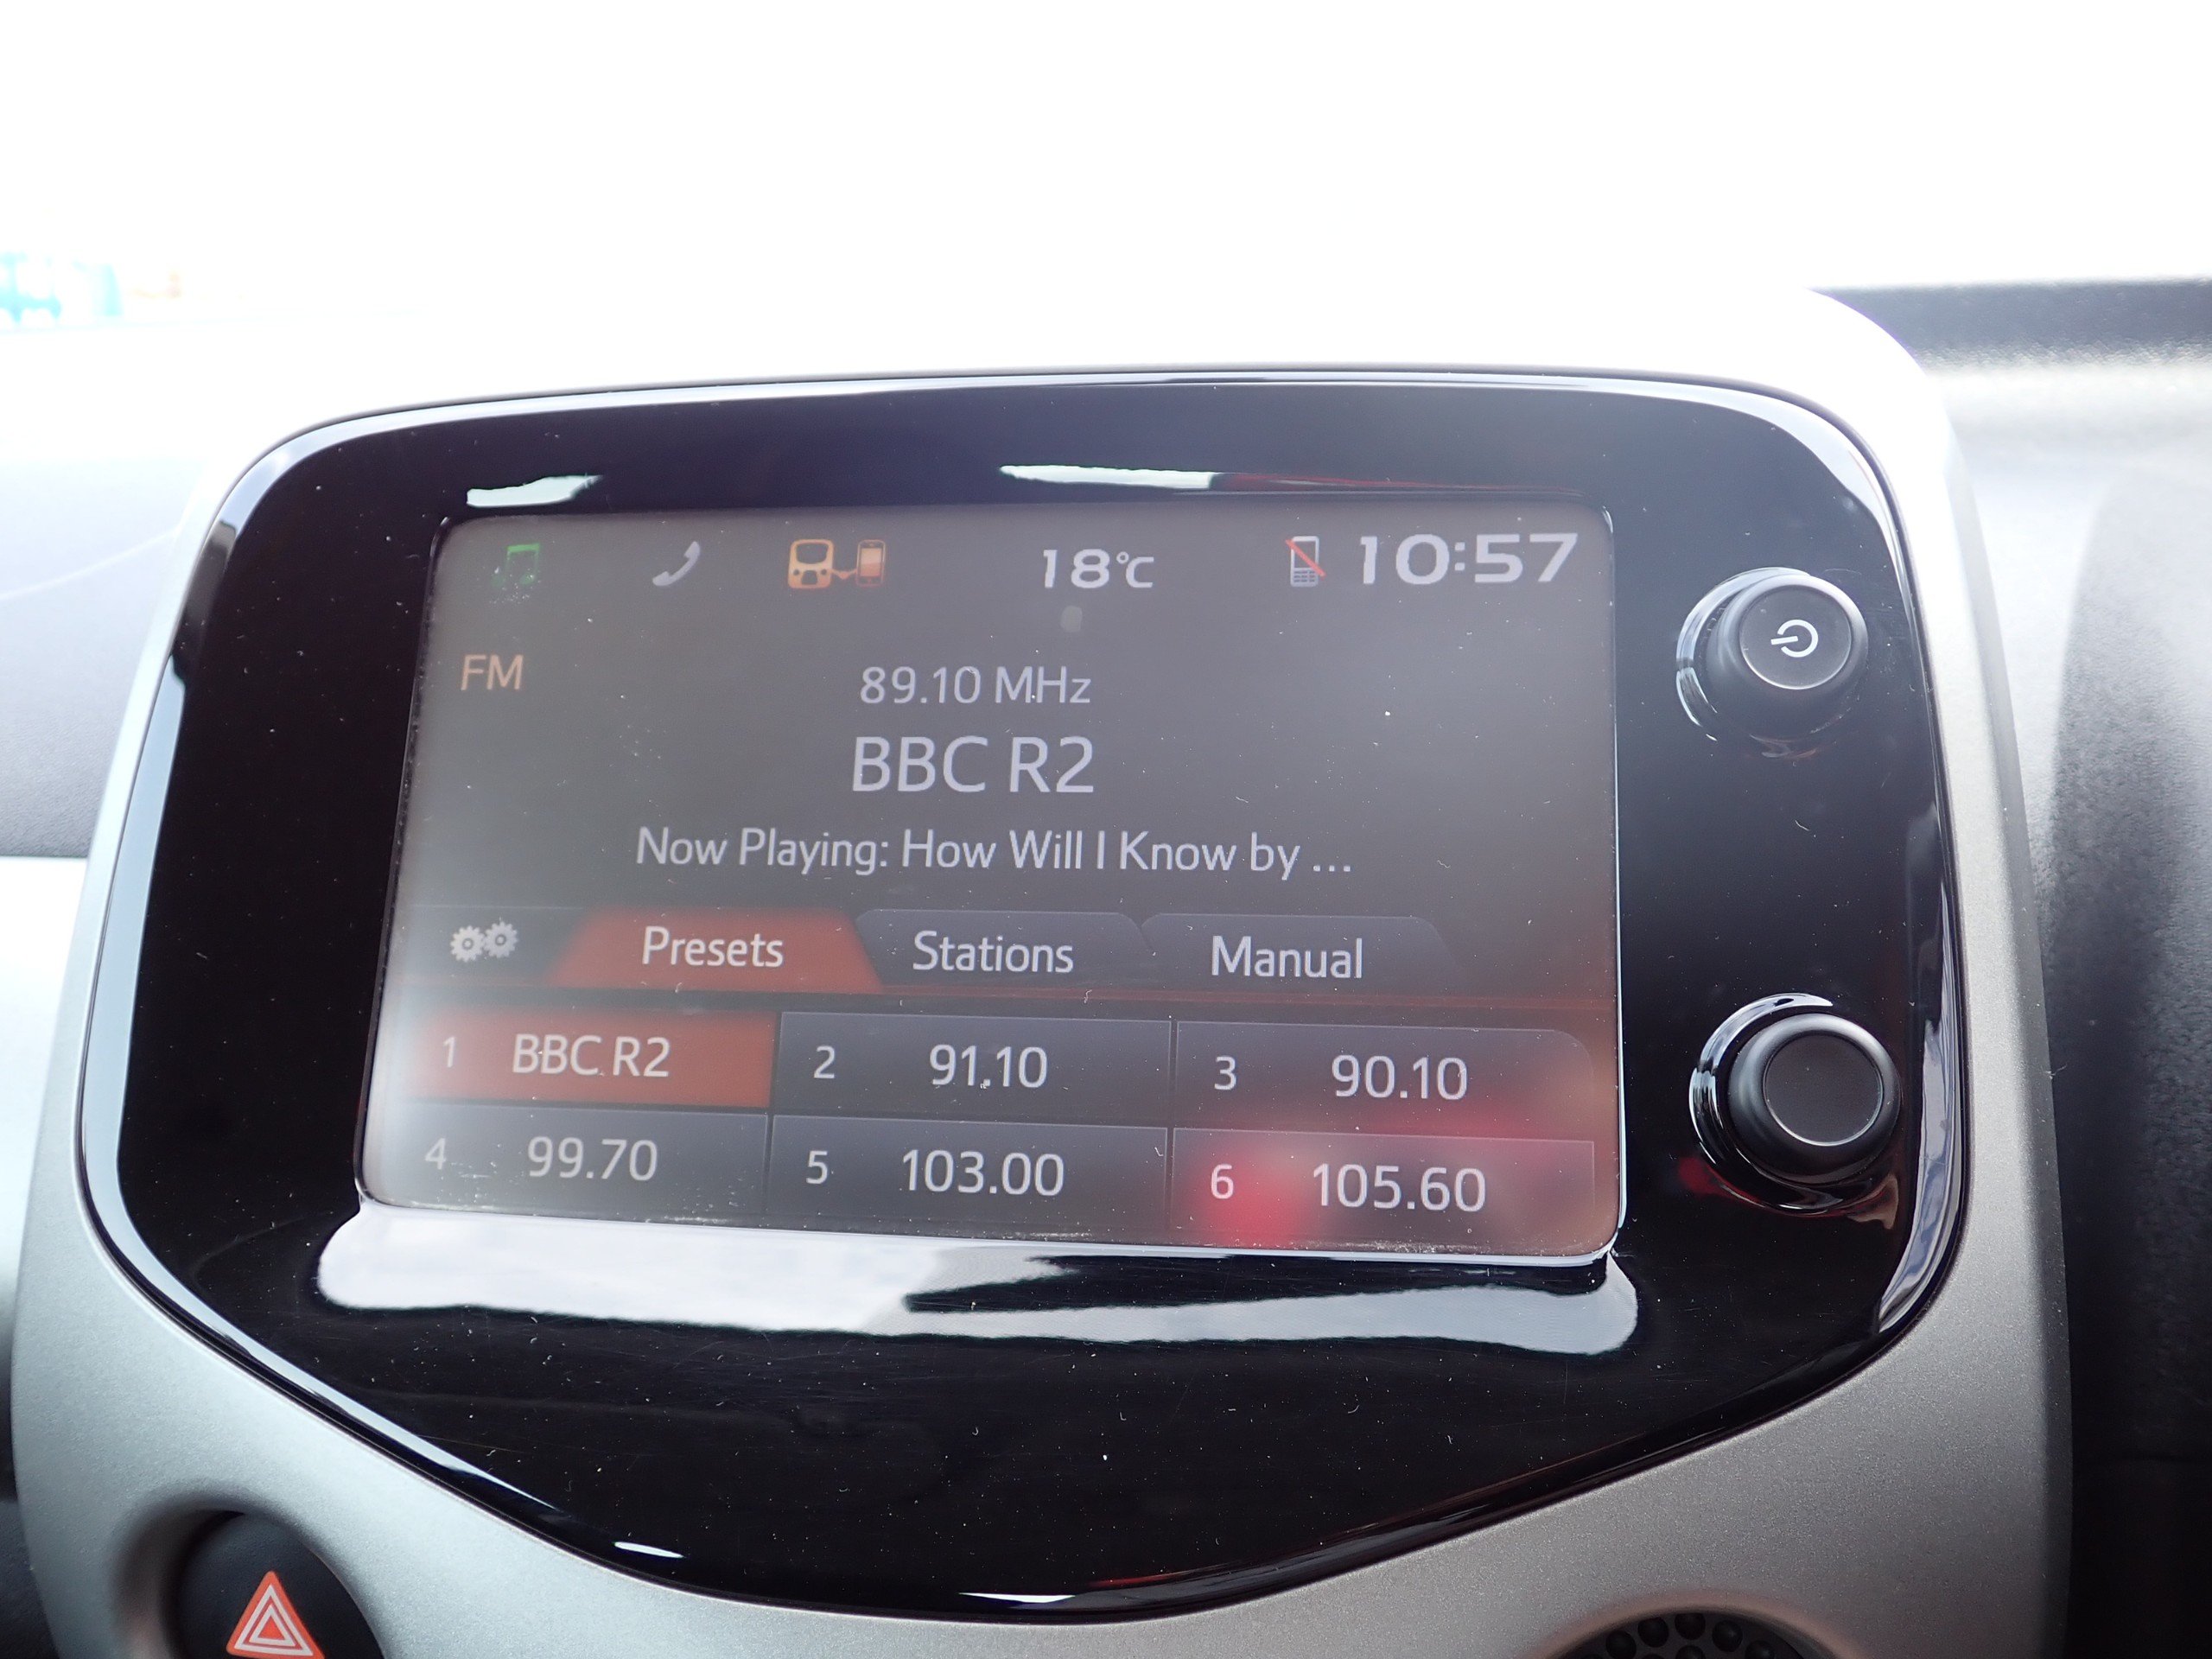 18°C 10:57
FM
89.10 MHz
BBC R2
Now Playing: How Will I Know by ...
Presets Stations Manual
1 BBC R2 2 91.10 3 90.10
4 99.70 5 103.00 6 105.60